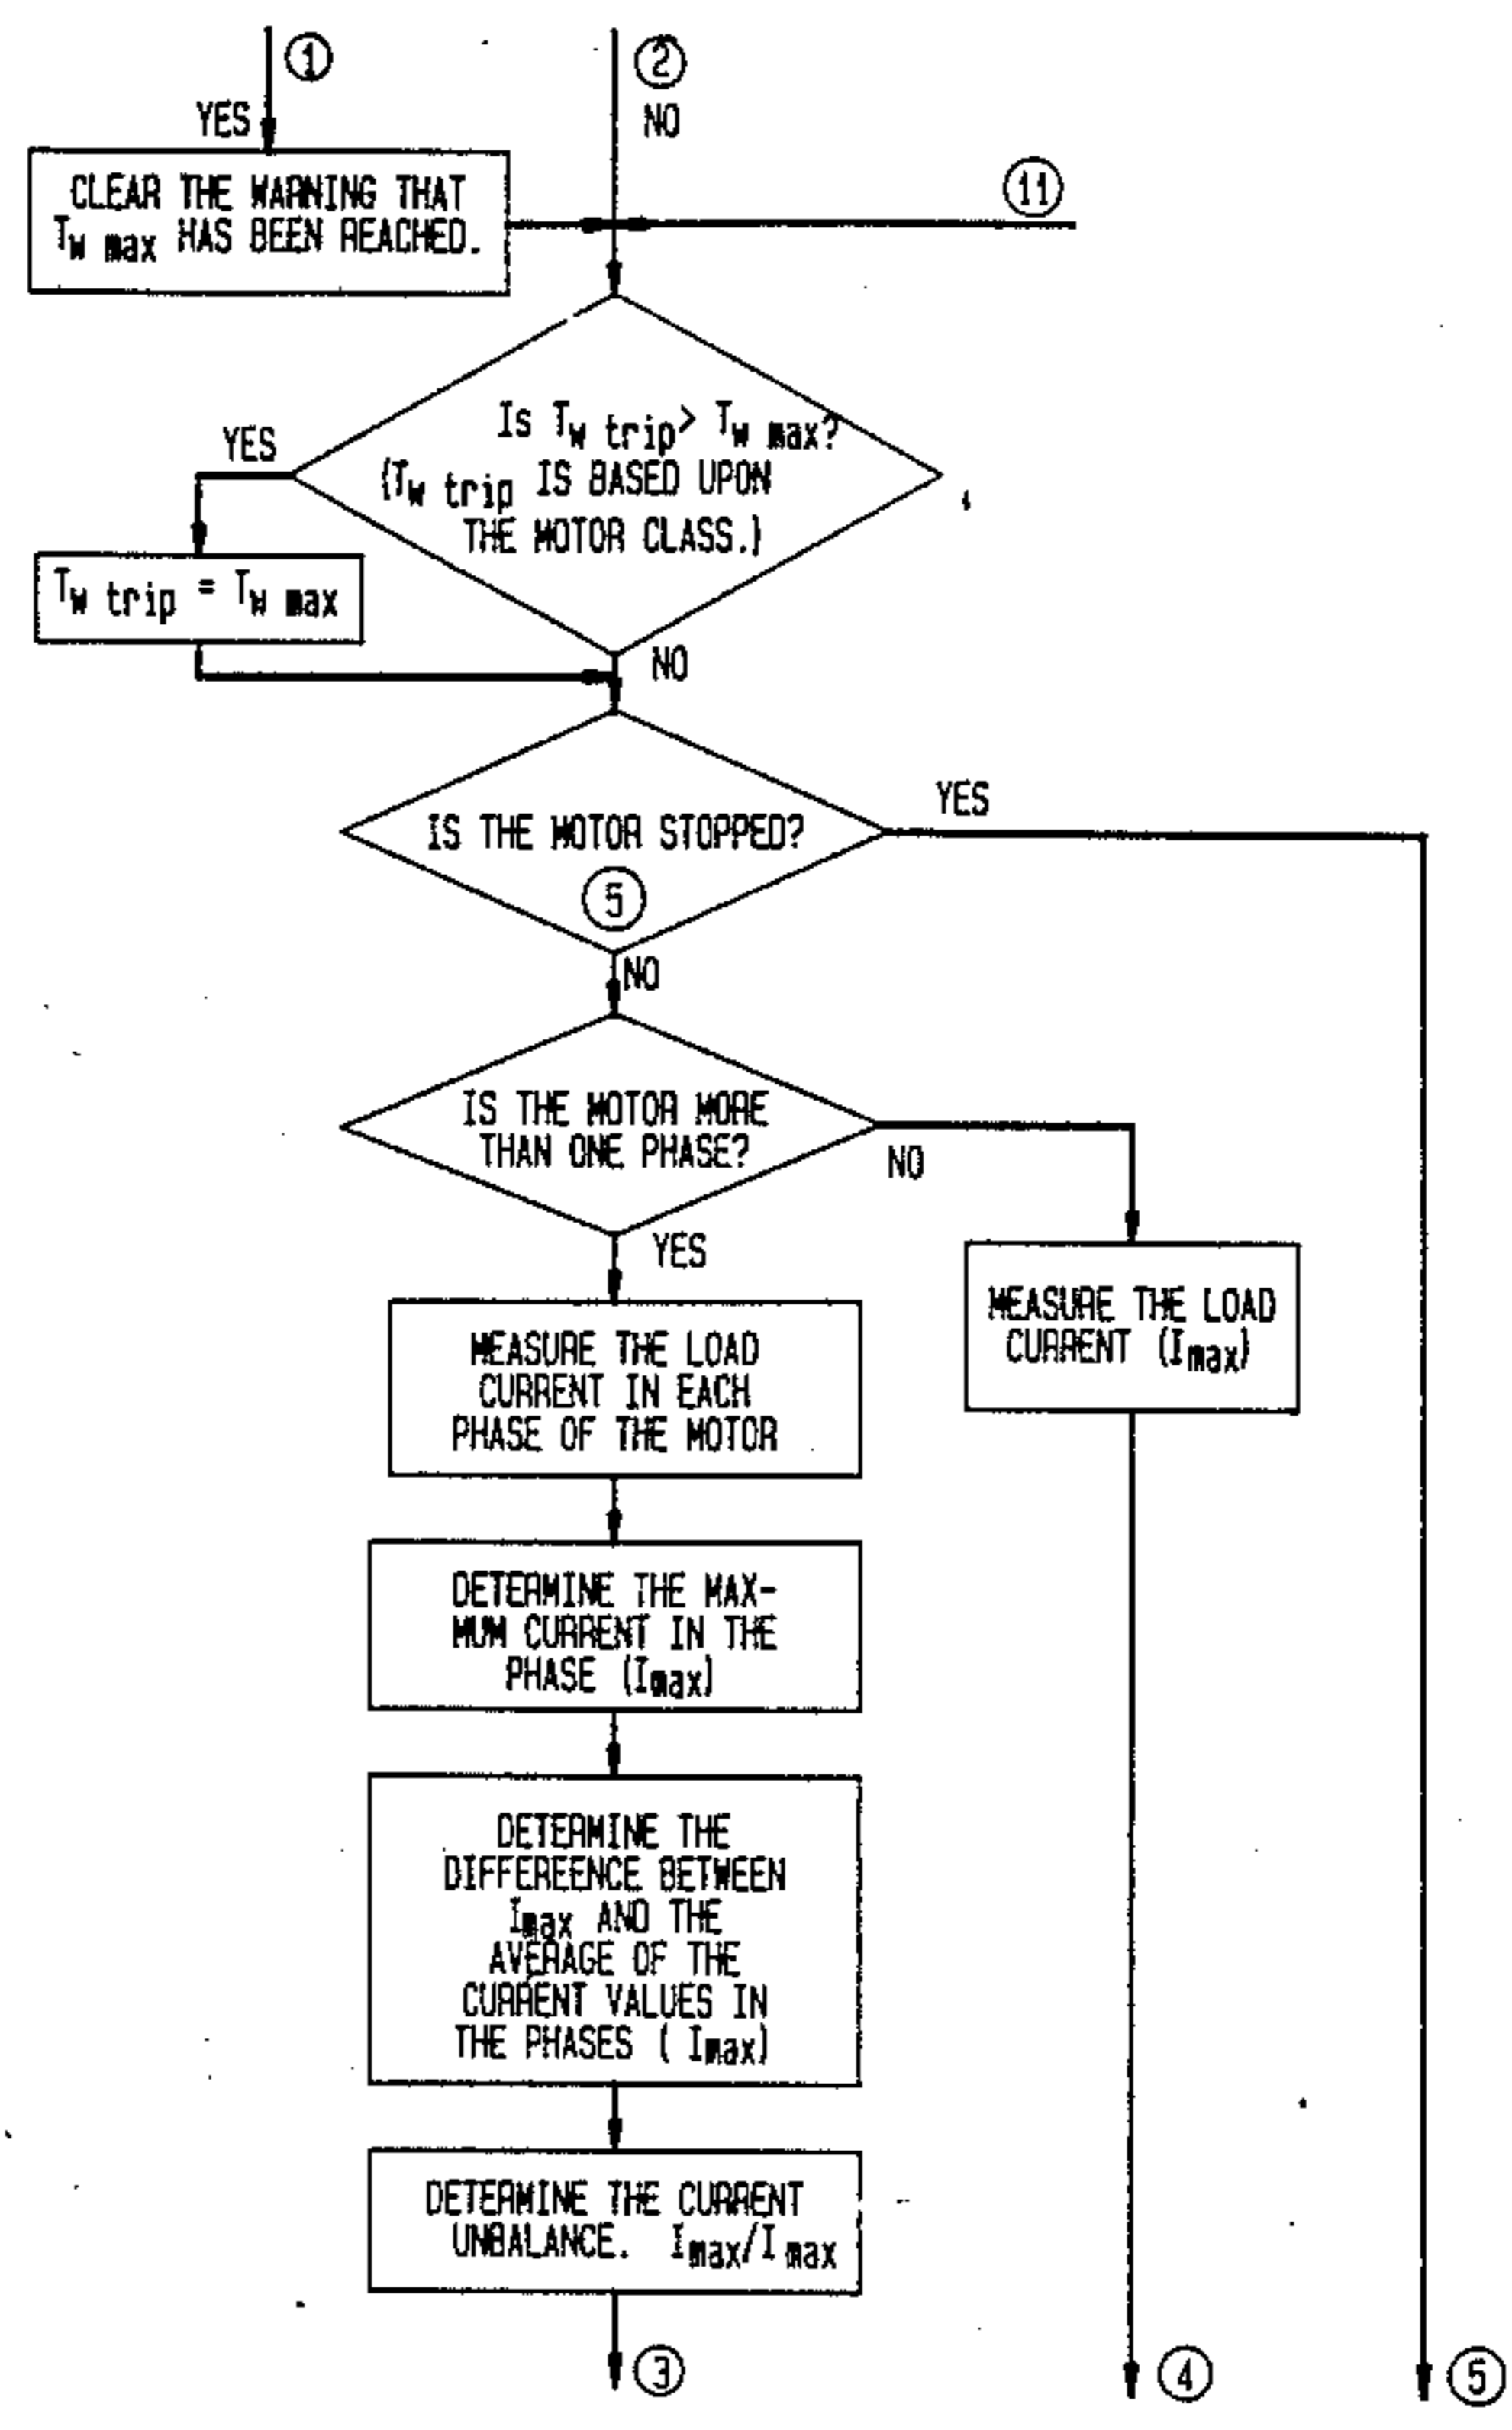 1
2
YES
NO
11
CLEAR THE WARNING THAT
Tw max HAS BEEN REACHED.
Is Tw trip> Tw max?
(Tw trip IS BASED UPON
THE MOTOR CLASS.)
YES
Tw trip = Tw max
NO
IS THE MOTOR STOPPED?
5
YES
NO
IS THE MOTOR MORE
THAN ONE PHASE?
NO
YES
MEASURE THE LOAD
CURRENT (Imax)
MEASURE THE LOAD
CURRENT IN EACH
PHASE OF THE MOTOR
DETERMINE THE MAX-
MUM CURRENT IN THE
PHASE (Imax)
DETERMINE THE
DIFFEREENCE BETWEEN
Imax AND THE
AVERAGE OF THE
CURRENT VALUES IN
THE PHASES ( Imax)
DETERMINE THE CURRENT
UNBALANCE. Imax/I max
3
4
5